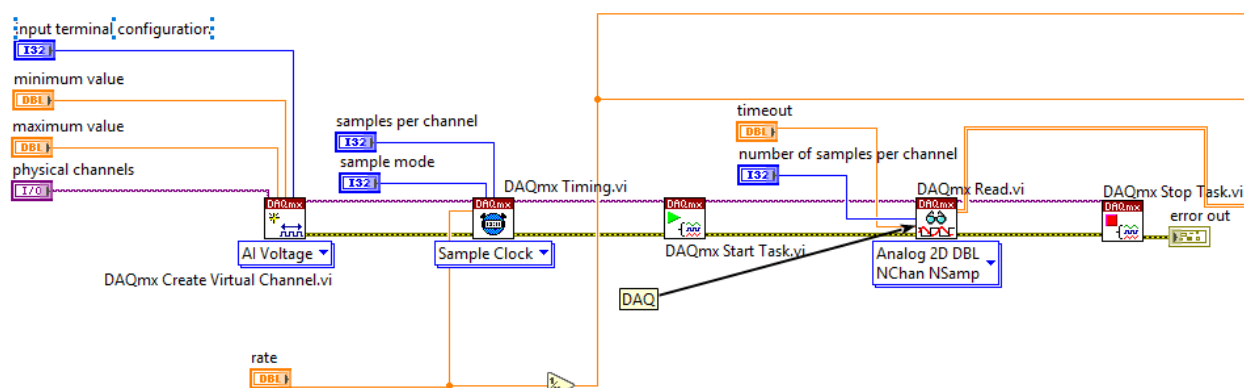 input terminal configuration
I32
minimum value
DBL
maximum value
DBL
physical channels
I/O
DAQmx
AI Voltage
DAQmx Create Virtual Channel.vi
samples per channel
I32
sample mode
I32
DAQmx Timing.vi
DAQmx
Sample Clock
DAQmx
DAQmx Start Task.vi
timeout
DBL
number of samples per channel
I32
DAQmx Read.vi
DAQmx
Analog 2D DBL
NChan NSamp
DAQmx Stop Task.vi
DAQmx
error out
DAQ
rate
DBL